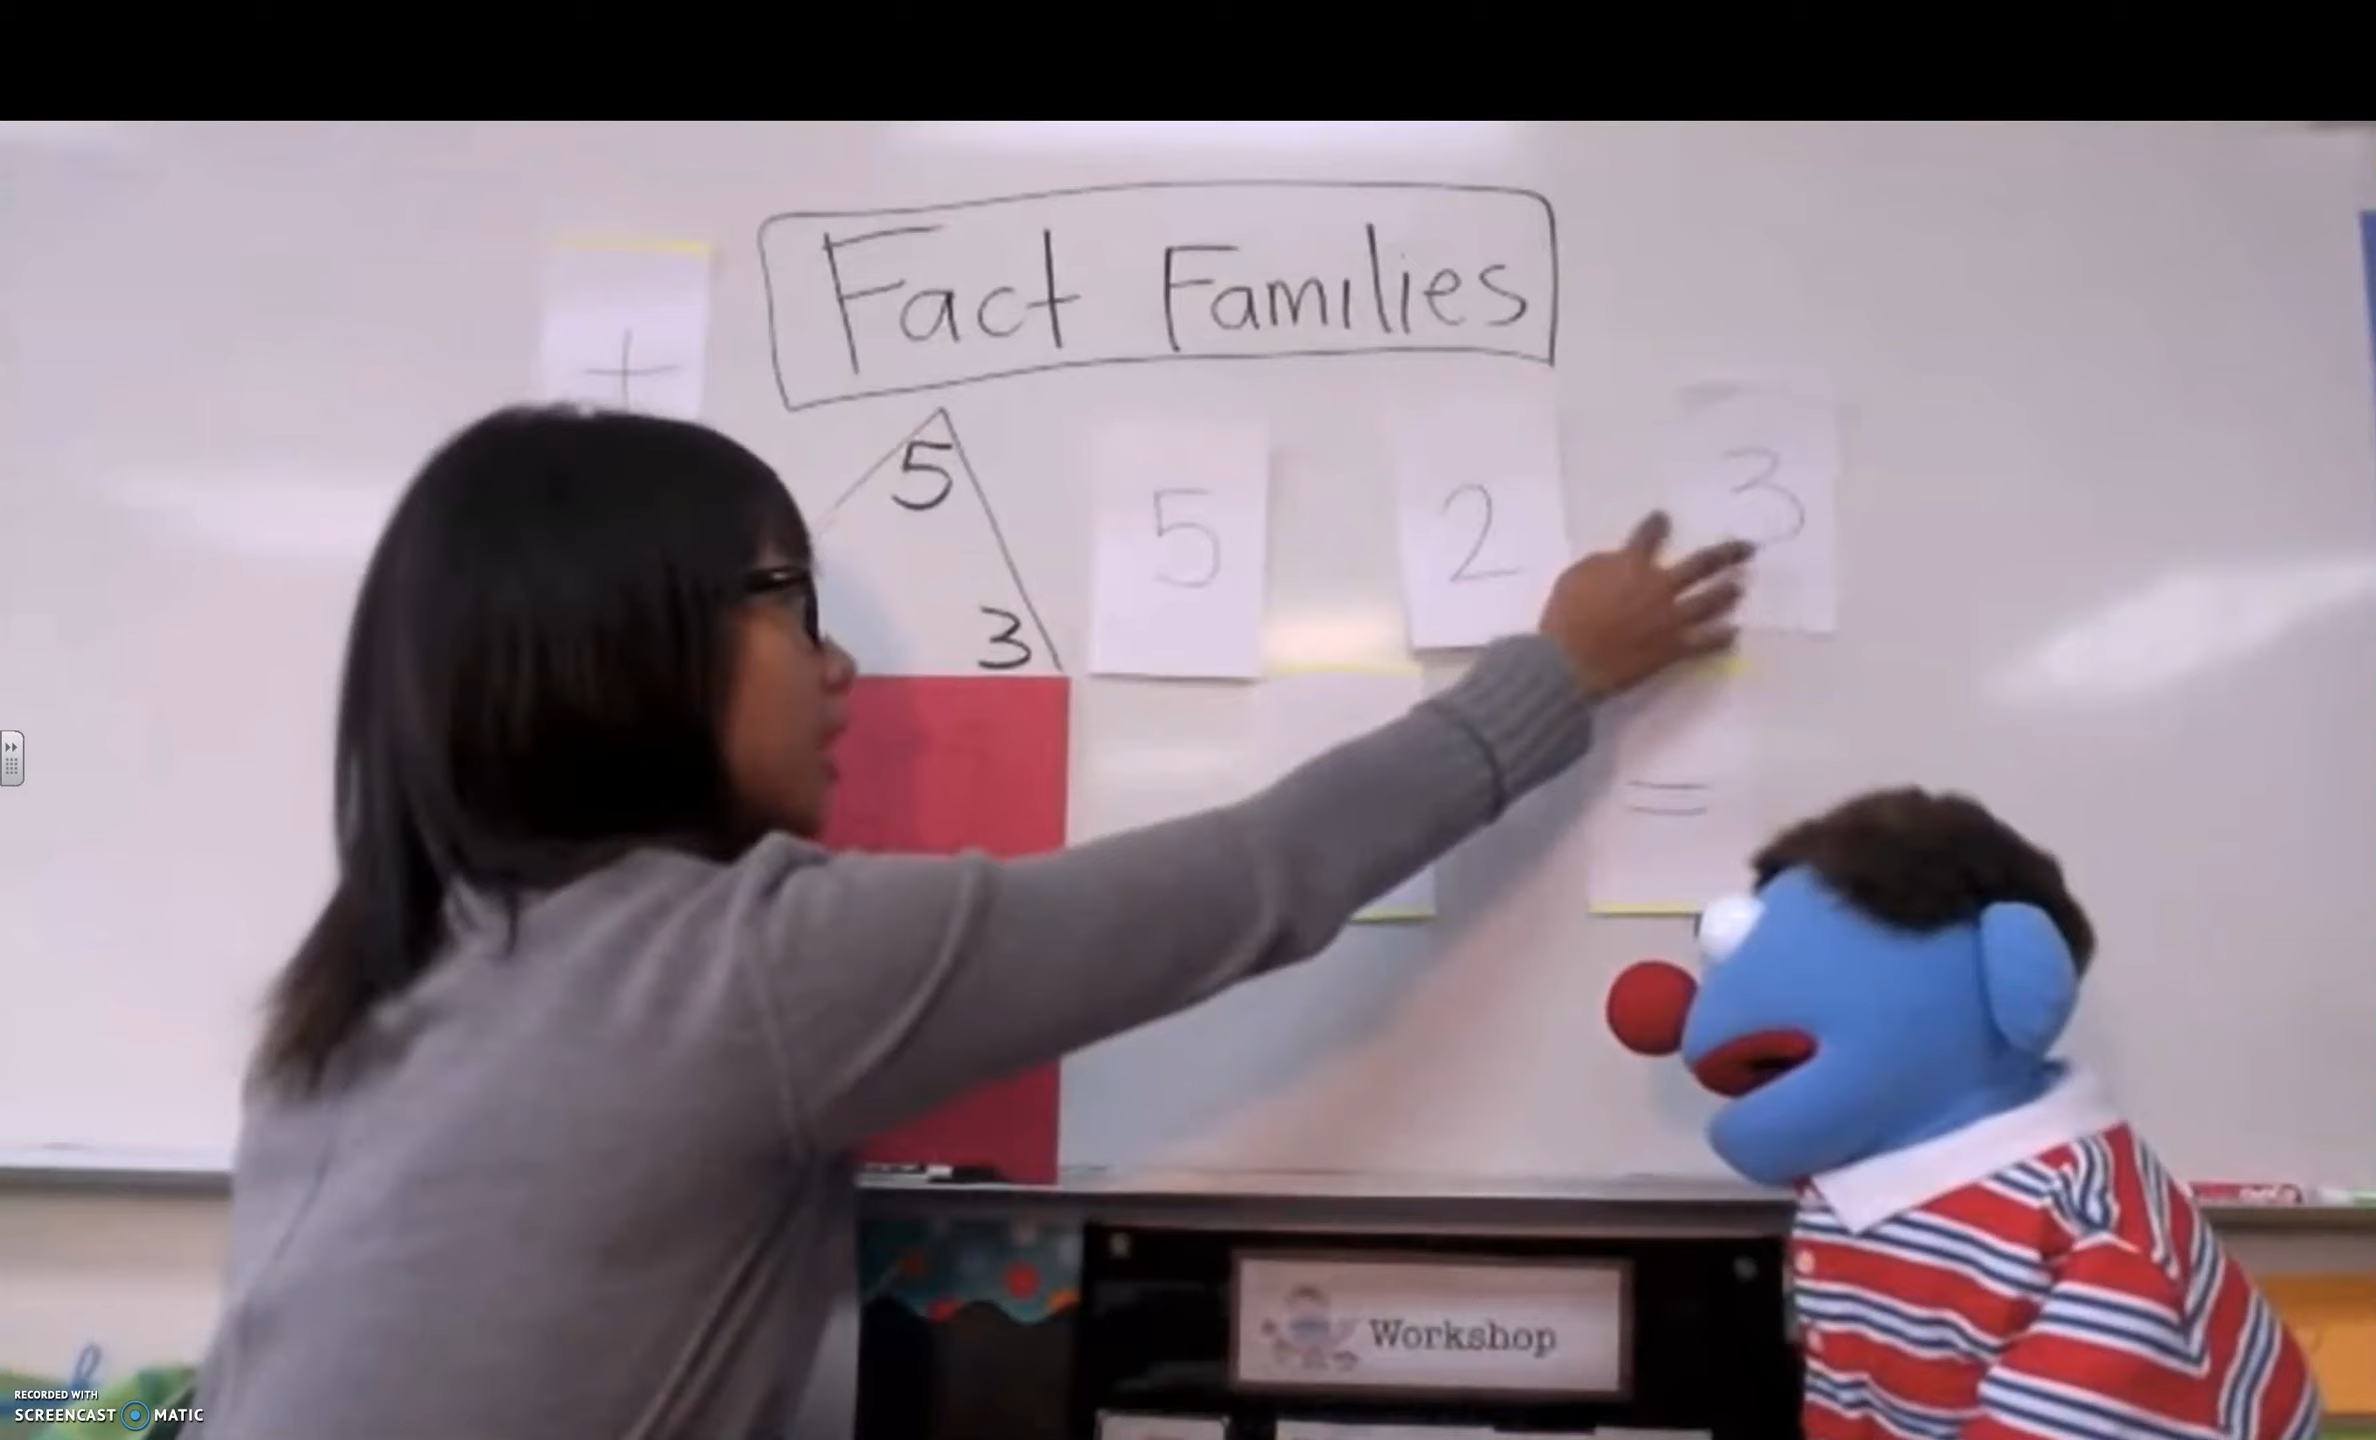 Fact Families
+
5
3
5 2 3
=
Workshop
RECORDED WITH
SCREENCAST MATIC